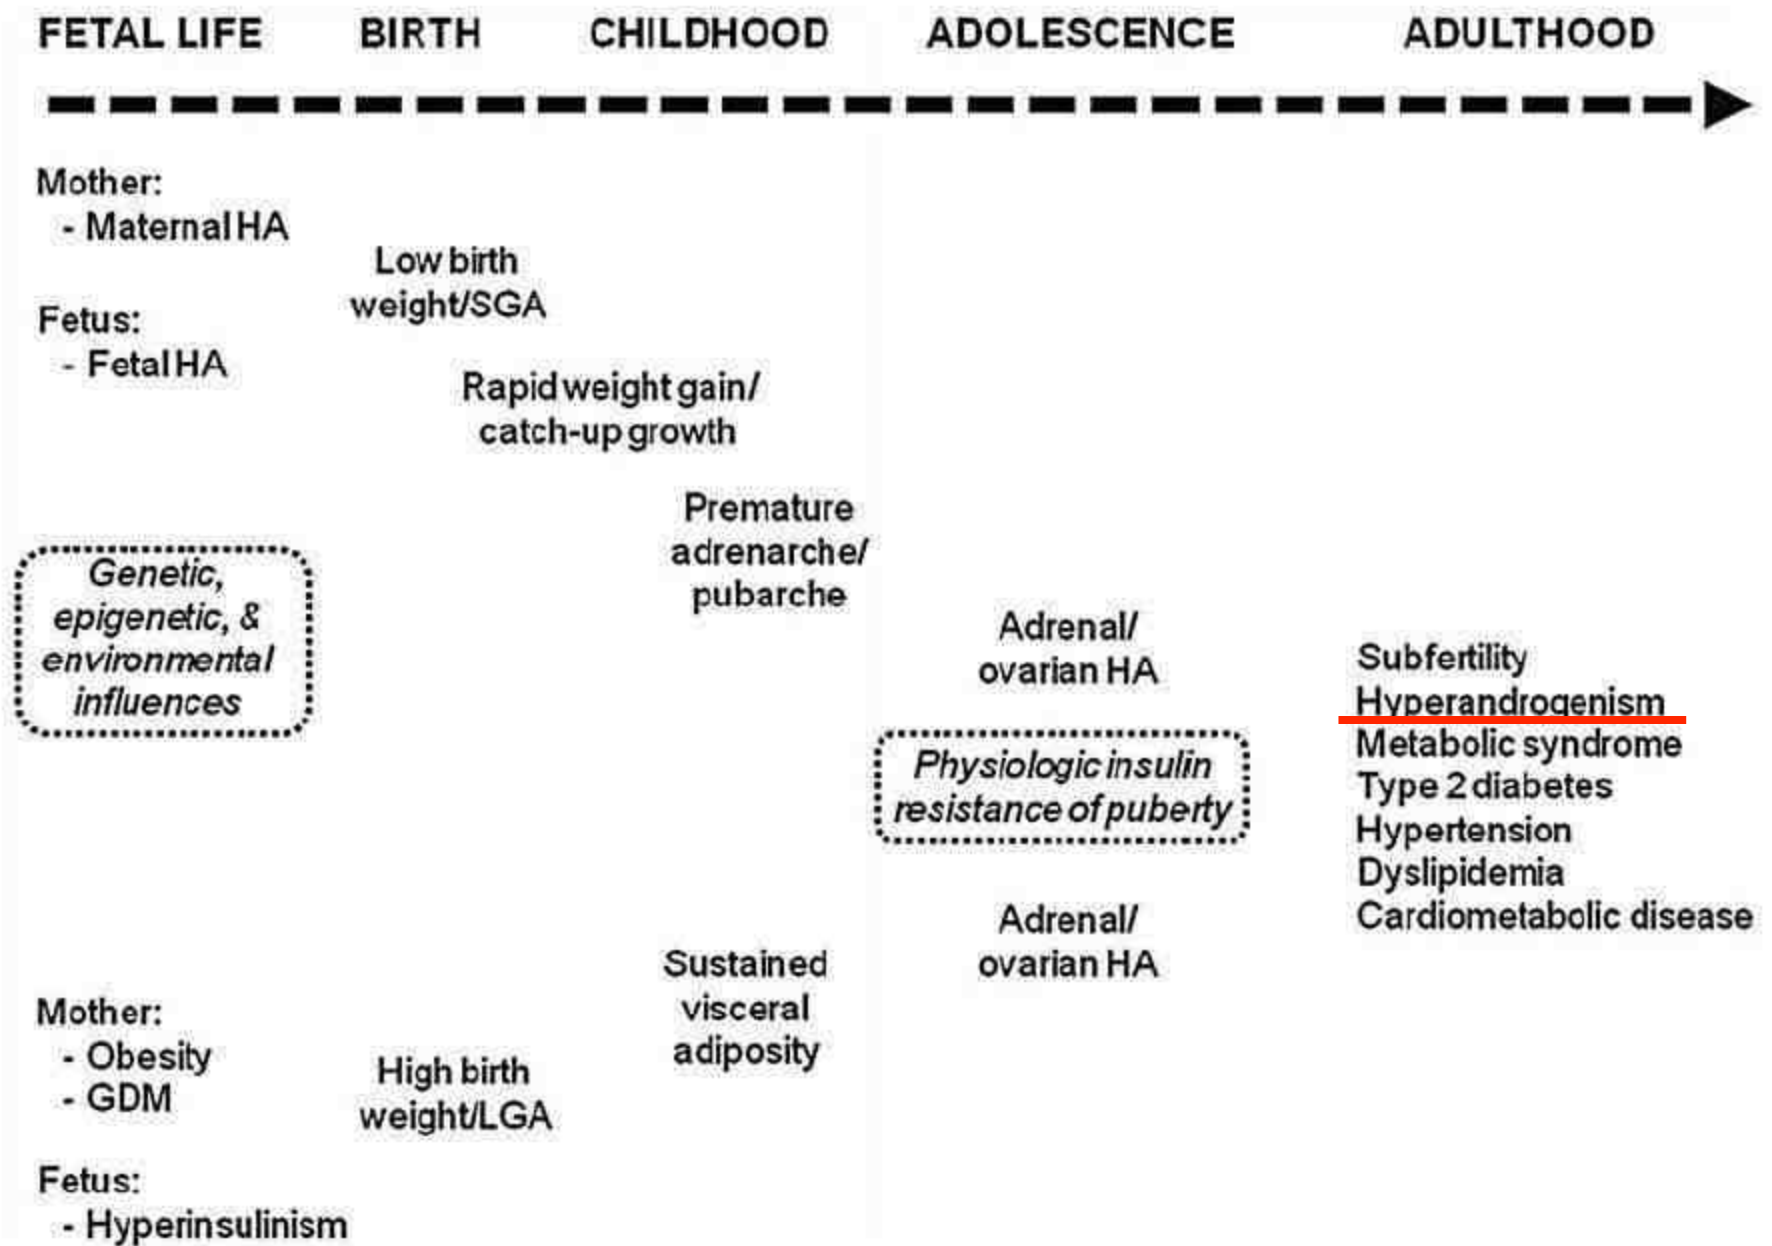 FETAL LIFE BIRTH CHILDHOOD ADOLESCENCE ADULTHOOD
Mother:
- Maternal HA
Fetus:
- Fetal HA
Low birth
weight/SGA
Rapid weight gain/
catch-up growth
Premature
adrenarche/
pubarche
Genetic,
epigenetic, &
environmental
influences
Adrenal/
ovarian HA
Physiologic insulin
resistance of puberty
Adrenal/
ovarian HA
Subfertility
Hyperandrogenism
Metabolic syndrome
Type 2 diabetes
Hypertension
Dyslipidemia
Cardiometabolic disease
Sustained
visceral
adiposity
Mother:
- Obesity
- GDM
High birth
weight/LGA
Fetus:
- Hyperinsulinism